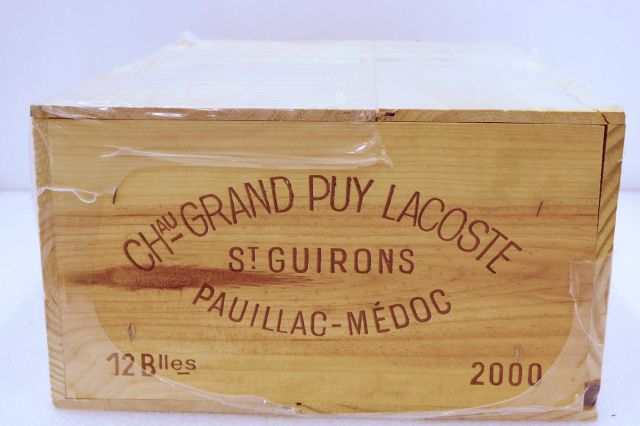 CHAU GRAND PUY LACOSTE
ST GUIRONS
PAUILLAC-MÉDOC
12 Blles
2000